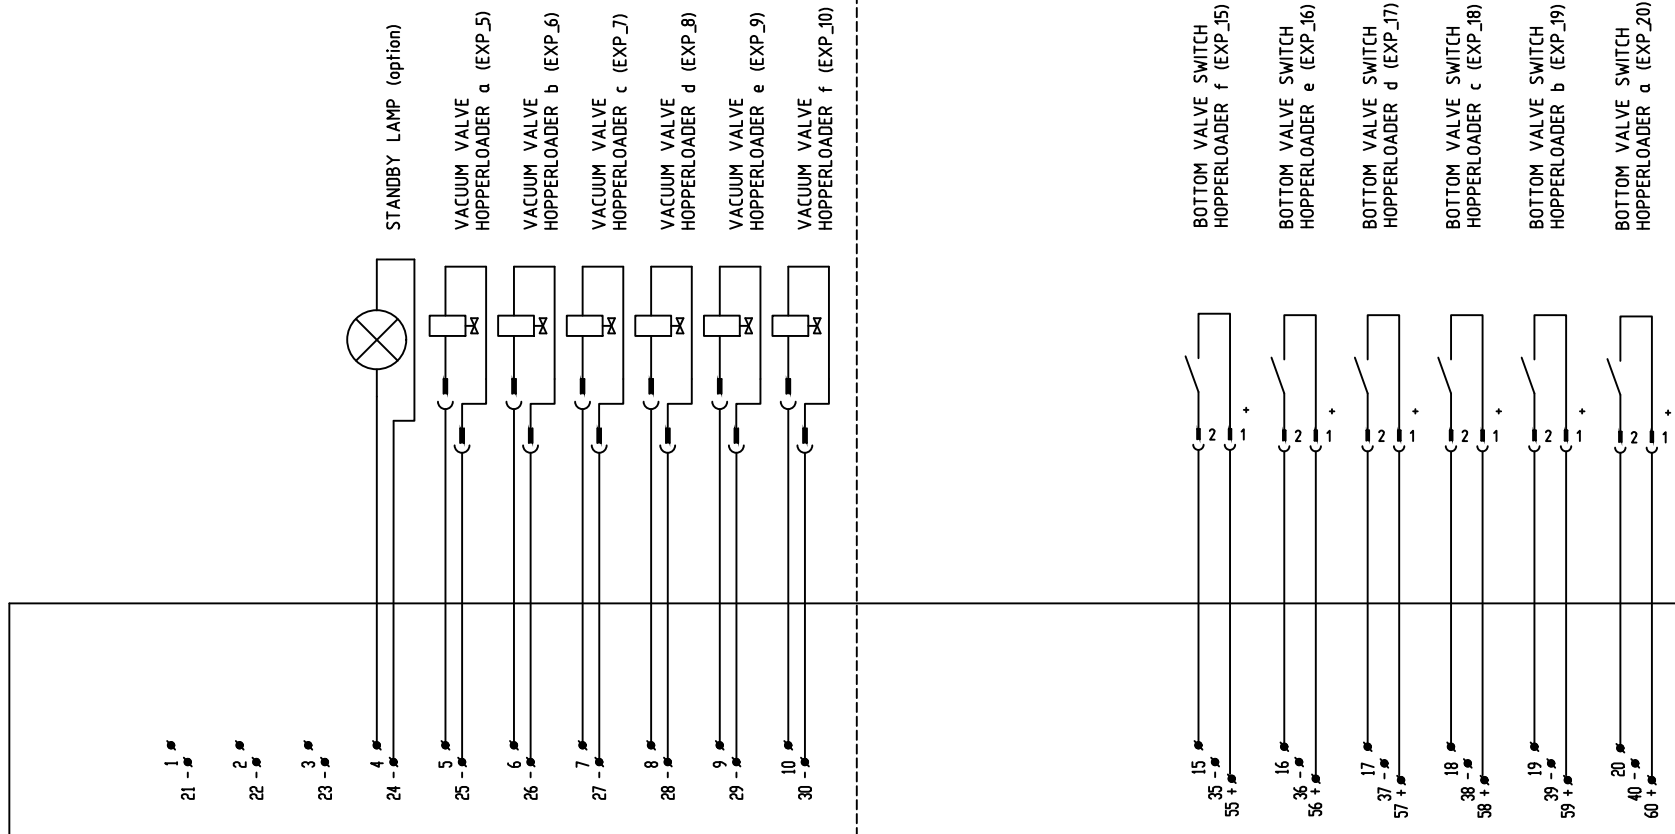 STANDBY LAMP (option)
VACUUM VALVE
HOPPERLOADER a (EXP_5)
VACUUM VALVE
HOPPERLOADER b (EXP_6)
VACUUM VALVE
HOPPERLOADER c (EXP_7)
VACUUM VALVE
HOPPERLOADER d (EXP_8)
VACUUM VALVE
HOPPERLOADER e (EXP_9)
VACUUM VALVE
HOPPERLOADER f (EXP_10)
BOTTOM VALVE SWITCH
HOPPERLOADER f (EXP_15)
BOTTOM VALVE SWITCH
HOPPERLOADER e (EXP_16)
BOTTOM VALVE SWITCH
HOPPERLOADER d (EXP_17)
BOTTOM VALVE SWITCH
HOPPERLOADER c (EXP_18)
BOTTOM VALVE SWITCH
HOPPERLOADER b (EXP_19)
BOTTOM VALVE SWITCH
HOPPERLOADER a (EXP_20)
2 1 +
2 1 +
2 1 +
2 1 +
2 1 +
2 1 +
1
21 -
2
22 -
3
23 -
4
24 -
5
25 -
6
26 -
7
27 -
8
28 -
9
29 -
10
30 -
15
35 -
55 +
16
36 -
56 +
17
37 -
57 +
18
38 -
58 +
19
39 -
59 +
20
40 -
60 +